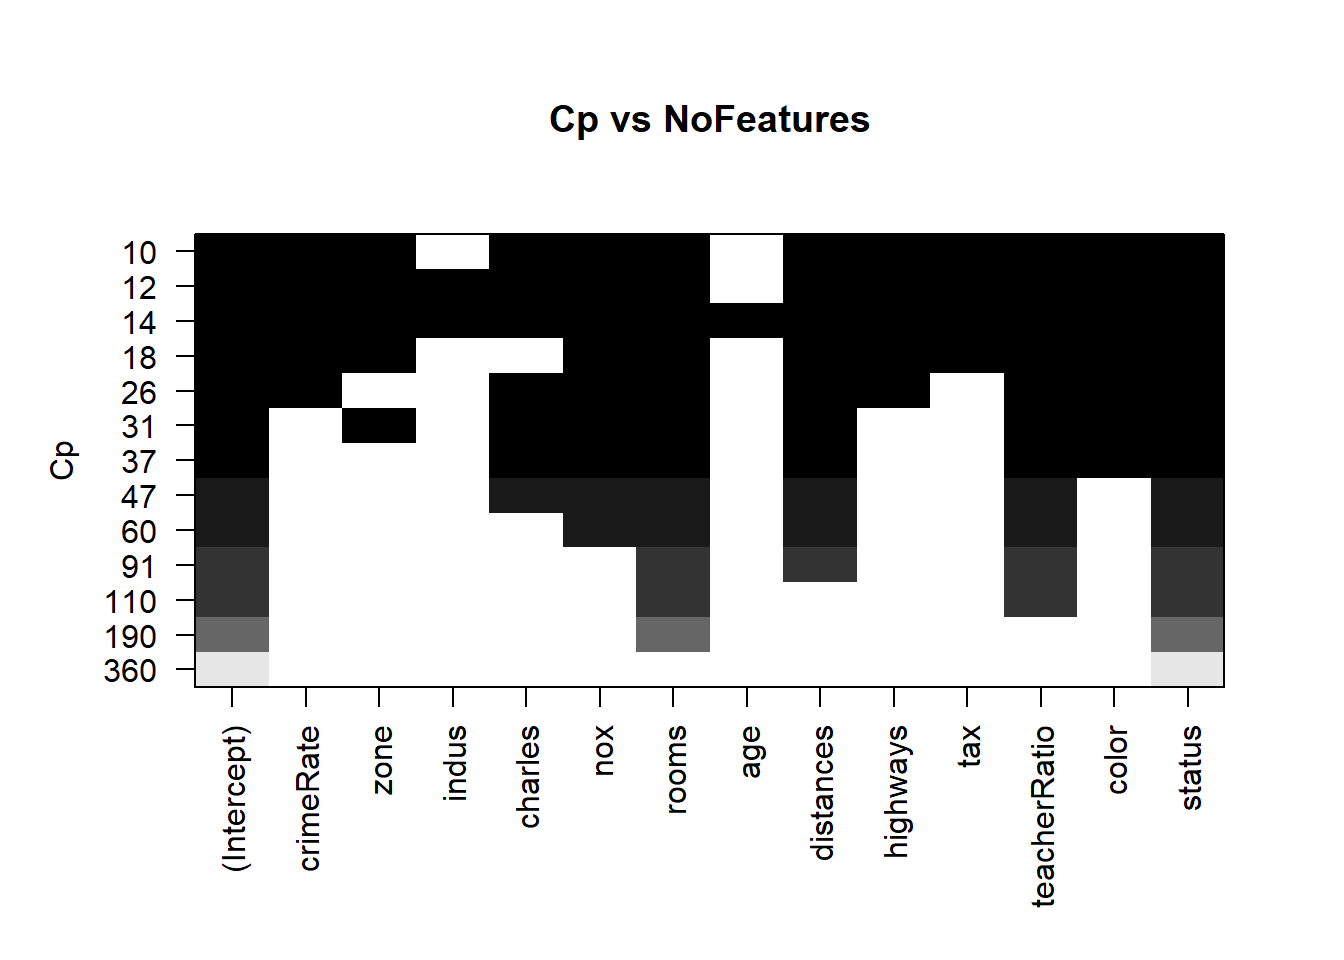 Cp vs NoFeatures
10
12
14
18
26
31
37
47
60
91
110
190
360
Cp
(Intercept)
crimeRate
zone
indus
charles
nox
rooms
age
distances
highways
tax
teacherRatio
color
status